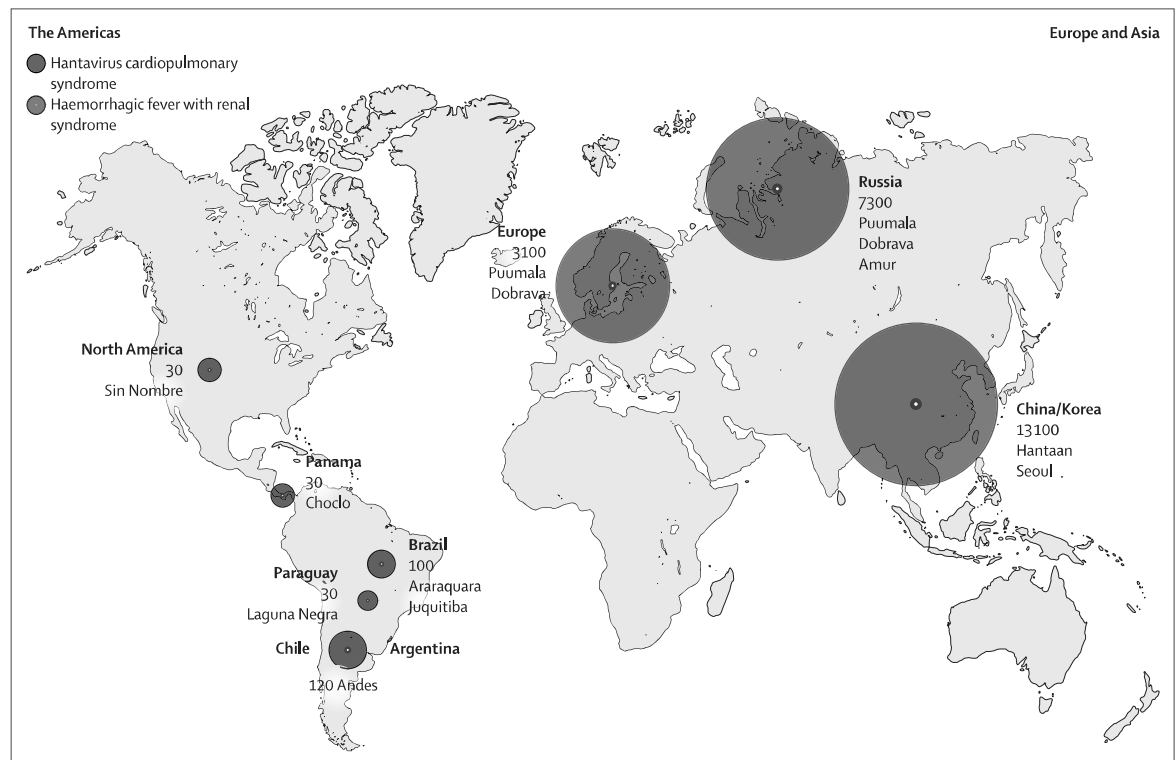 The Americas
Europe and Asia
Hantavirus cardiopulmonary
syndrome
Haemorrhagic fever with renal
syndrome
Russia
7300
Puumala
Dobrava
Amur
Europe
3100
Puumala
Dobrava
North America
30
Sin Nombre
China/Korea
13100
Hantaan
Seoul
Panama
30
Choclo
Brazil
100
Araraquara
Juquitiba
Paraguay
30
Laguna Negra
Chile
Argentina
120 Andes